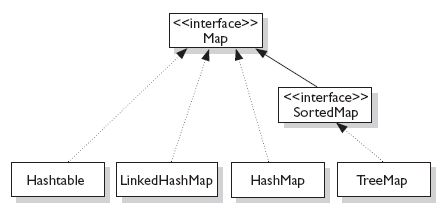 <<interface>>
Map
<<interface>>
SortedMap
Hashtable
LinkedHashMap
HashMap
TreeMap